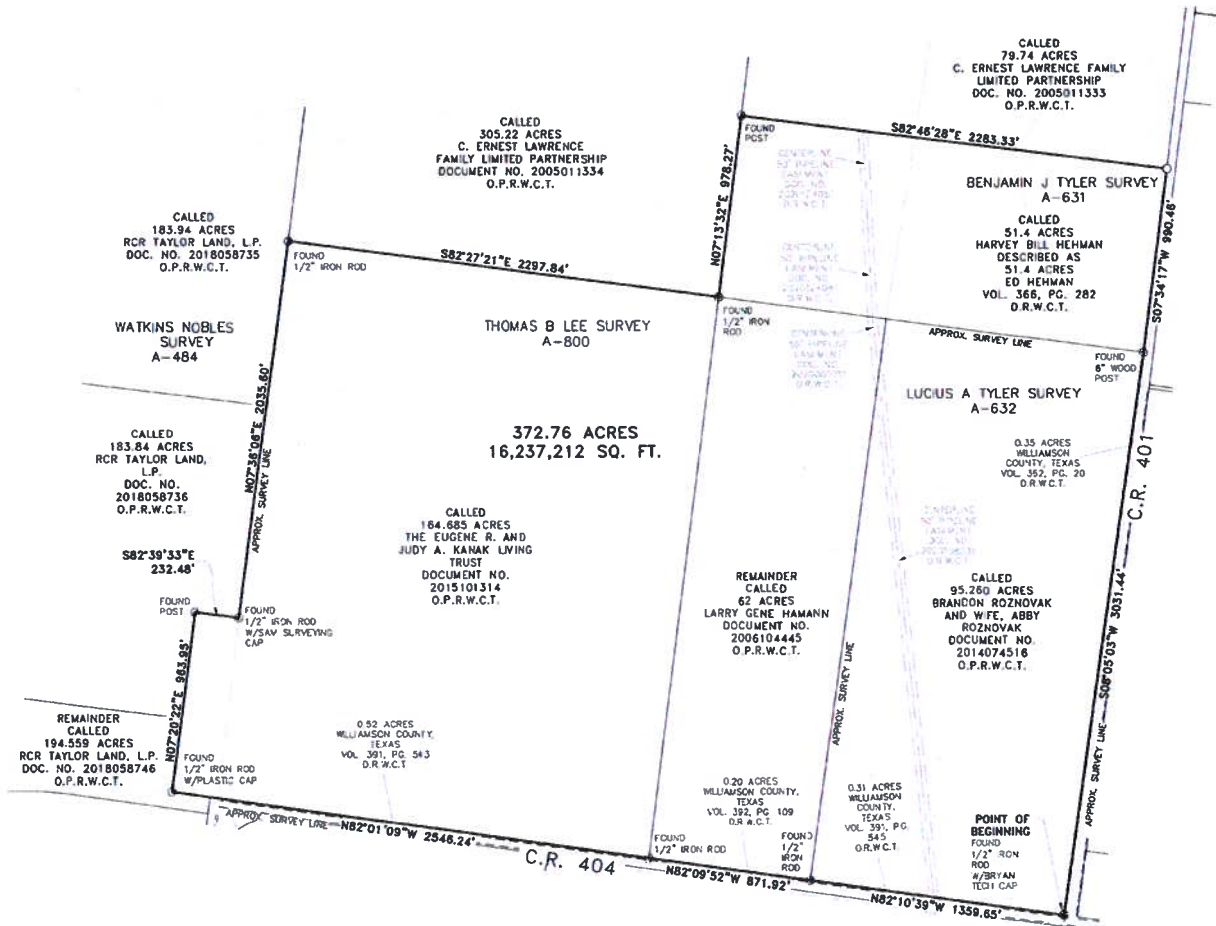 CALLED
79.74 ACRES
C. ERNEST LAWRENCE FAMILY
LIMITED PARTNERSHIP
DOC. NO. 2005011333
O.P.R.W.C.T.
CALLED
305.22 ACRES
C. ERNEST LAWRENCE
FAMILY LIMITED PARTNERSHIP
DOCUMENT NO. 2005011334
O.P.R.W.C.T.
FOUND
POST
S82°46'28"E 2283.33'
N07°13'32"E 978.27'
BENJAMIN J TYLER SURVEY
A-631
CALLED
51.4 ACRES
HARVEY BILL HEHMAN
DESCRIBED AS
51.4 ACRES
ED HEHMAN
VOL. 366, PG. 282
D.R.W.C.T.
S07°34'17"W 990.46'
CALLED
183.94 ACRES
RCR TAYLOR LAND, L.P.
DOC. NO. 2018058735
O.P.R.W.C.T.
FOUND
1/2" IRON ROD
S82°27'21"E 2297.84'
WATKINS NOBLES
SURVEY
A-484
THOMAS B LEE SURVEY
A-800
FOUND
1/2" IRON
ROD
APPROX. SURVEY LINE
FOUND
6" WOOD
POST
LUCIUS A TYLER SURVEY
A-632
N07°36'06"E 2035.60'
APPROX. SURVEY LINE
372.76 ACRES
16,237,212 SQ. FT.
CALLED
183.84 ACRES
RCR TAYLOR LAND,
L.P.
DOC. NO.
2018058736
O.P.R.W.C.T.
0.35 ACRES
WILLIAMSON
COUNTY, TEXAS
VOL. 352, PG. 20
D.R.W.C.T.
C.R. 401
CALLED
164.685 ACRES
THE EUGENE R. AND
JUDY A. KANAK LIVING
TRUST
DOCUMENT NO.
2015101314
O.P.R.W.C.T.
S82°39'33"E
232.48'
FOUND
POST
FOUND
1/2" IRON ROD
W/SAM SURVEYING
CAP
REMAINDER
CALLED
62 ACRES
LARRY GENE HAMANN
DOCUMENT NO.
2006104445
O.P.R.W.C.T.
CALLED
95.260 ACRES
BRANDON ROZNOVAK
AND WIFE, ABBY
ROZNOVAK
DOCUMENT NO.
2014074516
O.P.R.W.C.T.
APPROX. SURVEY LINE
S08°05'03"W 3031.44'
APPROX. SURVEY LINE
N07°20'22"E 963.95'
REMAINDER
CALLED
194.559 ACRES
RCR TAYLOR LAND, L.P.
DOC. NO. 2018058746
O.P.R.W.C.T.
FOUND
1/2" IRON ROD
W/PLASTIC CAP
0.52 ACRES
WILLIAMSON COUNTY,
TEXAS
VOL. 391, PG. 543
D.R.W.C.T
0.20 ACRES
WILLIAMSON COUNTY,
TEXAS
VOL. 392, PG 109
D.R.W.C.T.
0.31 ACRES
WILLIAMSON
COUNTY,
TEXAS
VOL. 391, PG.
545
D.R.W.C.T
POINT OF
BEGINNING
FOUND
1/2" IRON
ROD
W/BRYAN
TECH CAP
APPROX SURVEY LINE
N82°01'09"W 2546.24'
C.R. 404
FOUND
1/2" IRON ROD
FOUND
1/2"
IRON
ROD
N82°09'52"W 871.92'
N82°10'39"W 1359.65'